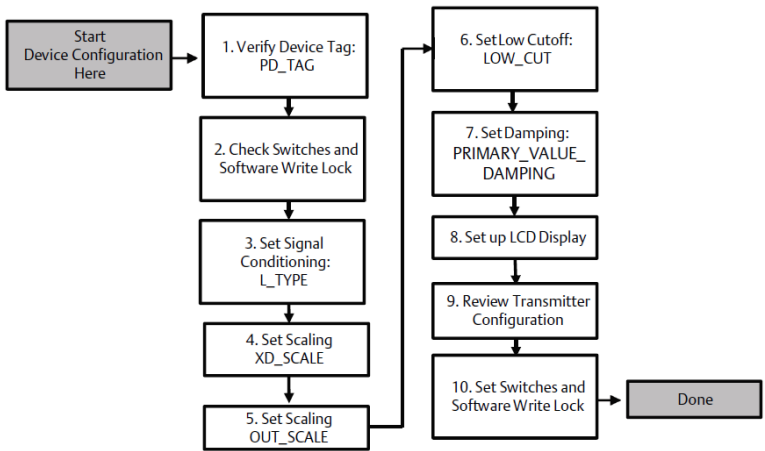 Start
Device Configuration
Here
1. Verify Device Tag:
PD_TAG
2. Check Switches and
Software Write Lock
3. Set Signal
Conditioning:
L_TYPE
4. Set Scaling
XD_SCALE
5. Set Scaling
OUT_SCALE
6. Set Low Cutoff:
LOW_CUT
7. Set Damping:
PRIMARY_VALUE_
DAMPING
8. Set up LCD Display
9. Review Transmitter
Configuration
10. Set Switches and
Software Write Lock
Done